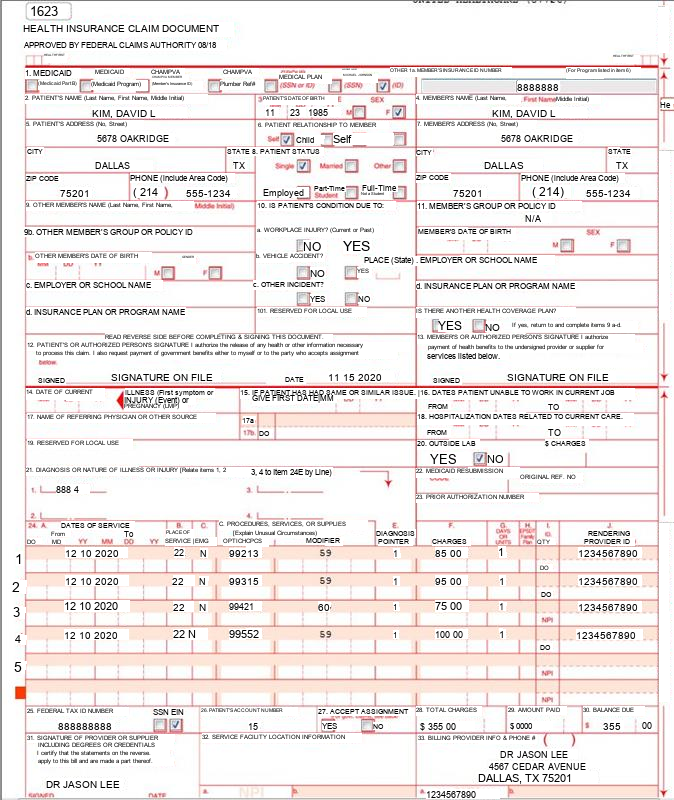 1623
HEALTH INSURANCE CLAIM DOCUMENT
APPROVED BY FEDERAL CLAIMS AUTHORITY 08/18
1. MEDICAID MEDICAID CHAMPVA CHAMPVA MEDICAL PLAN OTHER 1a. MEMBER'S INSURANCE ID NUMBER (For Program listed in item 6)
(Medicaid PartB) (Medicaid Program) (Member's Insurance ID) Plumber Ref# (SSN or ID) (SSN) (ID) 8888888
2. PATIENT'S NAME (Last Name, First Name, Middle Initial) 3 PATIENT'S DATE OF BIRTH SEX 4. MEMBER'S NAME (Last Name, First Name Middle Initial)
KIM, DAVID L 11 23 1985 M F KIM, DAVID L
He
5. PATIENT'S ADDRESS (No, Street) 6. PATIENT RELATIONSHIP TO MEMBER 7. MEMBER'S ADDRESS (No, Street)
5678 OAKRIDGE Self Child Self 5678 OAKRIDGE
CITY STATE 8. PATIENT STATUS CITY STATE
DALLAS TX Single Married Other DALLAS TX
ZIP CODE PHONE (Include Area Code) ZIP CODE PHONE (Include Area Code)
75201 ( 214 ) 555-1234 Employed Part-Time Student Full-Time Not a Student 75201 ( 214 ) 555-1234
9. OTHER MEMBER'S NAME (Last Name, First Name, Middle Initial) 10. IS PATIENT'S CONDITION DUE TO: 11. MEMBER'S GROUP OR POLICY ID
N/A
9b. OTHER MEMBER'S GROUP OR POLICY ID a. WORKPLACE INJURY? (Current or Past) MEMBER'S DATE OF BIRTH SEX
NO YES M F
b. OTHER MEMBER'S DATE OF BIRTH b. VEHICLE ACCIDENT? PLACE (State) . EMPLOYER OR SCHOOL NAME
MM DD YY M F NO YES
c. EMPLOYER OR SCHOOL NAME c. OTHER INCIDENT? d. INSURANCE PLAN OR PROGRAM NAME
YES NO
d. INSURANCE PLAN OR PROGRAM NAME 101. RESERVED FOR LOCAL USE IS THERE ANOTHER HEALTH COVERAGE PLAN?
YES NO If yes, return to and complete items 9 a-d.
READ REVERSE SIDE BEFORE COMPLETING & SIGNING THIS DOCUMENT.
12. PATIENT'S OR AUTHORIZED PERSON'S SIGNATURE I authorize the release of any health or other information necessary
to process this claim. I also request payment of government benefits either to myself or to the party who accepts assignment
below.
13. MEMBER'S OR AUTHORIZED PERSON'S SIGNATURE I authorize
payment of health benefits to the undersigned provider or supplier for
services listed below.
SIGNED SIGNATURE ON FILE DATE 11 15 2020 SIGNED SIGNATURE ON FILE
14. DATE OF CURRENT ILLNESS (First symptom or INJURY (Event) or PREGNANCY (LMP) 15. IF PATIENT HAS HAD SAME OR SIMILAR ISSUE. GIVE FIRST DATE MM 16. DATES PATIENT UNABLE TO WORK IN CURRENT JOB
FROM TO
17. NAME OF REFERRING PHYSICIAN OR OTHER SOURCE 17a 17b. DO 18. HOSPITALIZATION DATES RELATED TO CURRENT CARE.
FROM TO
19. RESERVED FOR LOCAL USE 20. OUTSIDE LAB $ CHARGES
YES NO
21. DIAGNOSIS OR NATURE OF ILLNESS OR INJURY (Relate items 1, 2 3, 4 to Item 24E by Line) 22. MEDICAID RESUBMISSION CODE ORIGINAL REF. NO
1. 888 4 3.
23. PRIOR AUTHORIZATION NUMBER
2. 4.
24. A. DATES OF SERVICE B. C. C. PROCEDURES, SERVICES, OR SUPPLIES E. F. G. H. I. J.
From To PLACE OF (Explain Unusual Circumstances) DIAGNOSIS DAYS OR UNITS EPSDT Family Plan ID. RENDERING
DO MD YY MM DD YY SERVICE EMG OPTICHOPCS MODIFIER POINTER CHARGES QTY PROVIDER ID
1 12 10 2020 22 N 99213 59 1 85 00 1 1234567890
DO
2 12 10 2020 22 N 99315 59 1 95 00 1 1234567890
DO
3 12 10 2020 22 N 99421 60 1 75 00 1 1234567890
NPI
4 12 10 2020 22 N 99552 59 1 100 00 1 1234567890
DO
5
NPI
NPI
25. FEDERAL TAX ID NUMBER SSN EIN 26. PATIENT'S ACCOUNT NUMBER 27. ACCEPT ASSIGNMENT 28. TOTAL CHARGES 29. AMOUNT PAID 30. BALANCE DUE
888888888 15 YES NO $ 355 00 $ 0000 $ 355 00
31. SIGNATURE OF PROVIDER OR SUPPLIER
INCLUDING DEGREES OR CREDENTIALS
I certify that the statements on the reverse.
apply to this bill and are made a part thereof.
32. SERVICE FACILITY LOCATION INFORMATION
33. BILLING PROVIDER INFO & PHONE # ( )
DR JASON LEE
4567 CEDAR AVENUE
DALLAS, TX 75201
DR JASON LEE
SIGNED DATE a. NPI b. a. 1234567890 b.